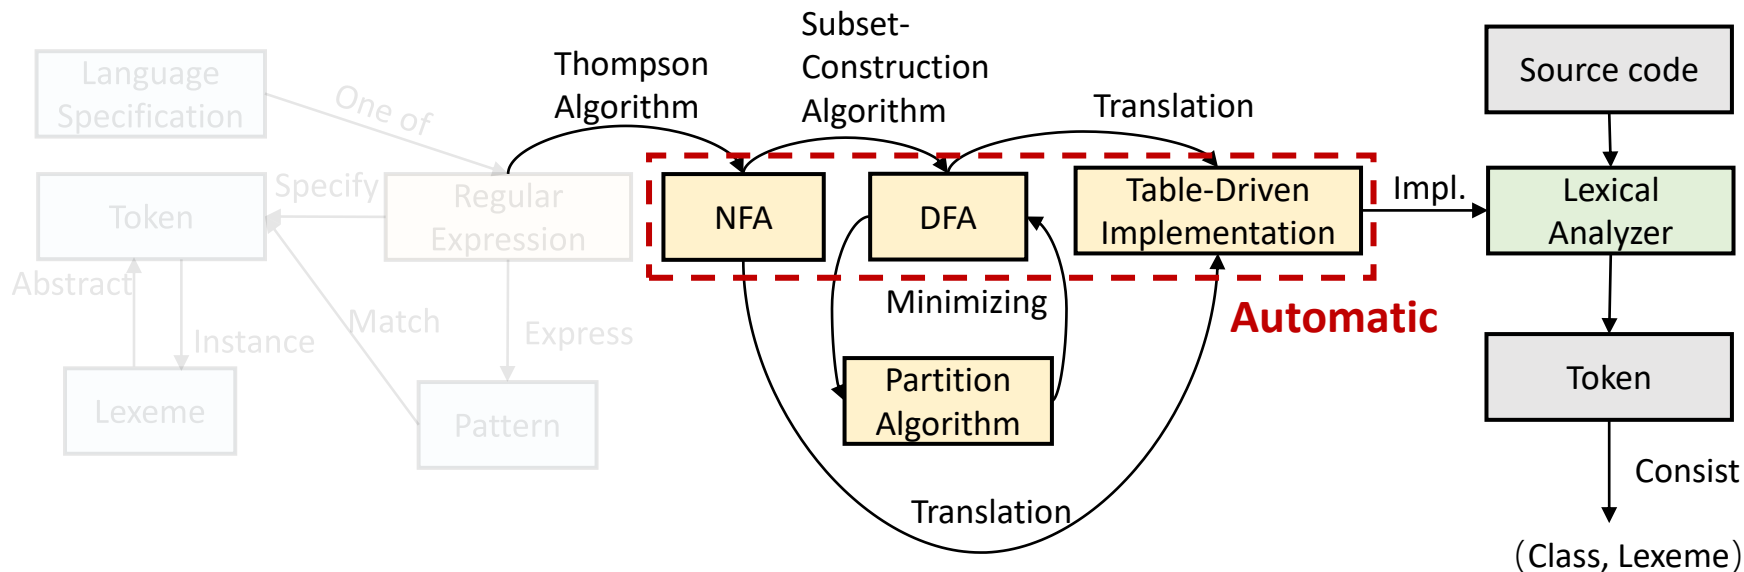 Language
Specification
One of
Thompson
Algorithm
Subset-
Construction
Algorithm
Translation
Source code
Token
Specify
Regular
Expression
NFA
DFA
Table-Driven
Implementation
Impl.
Lexical
Analyzer
Abstract
Instance
Match
Express
Minimizing
Automatic
Lexeme
Pattern
Partition
Algorithm
Token
Translation
Consist
(Class, Lexeme)